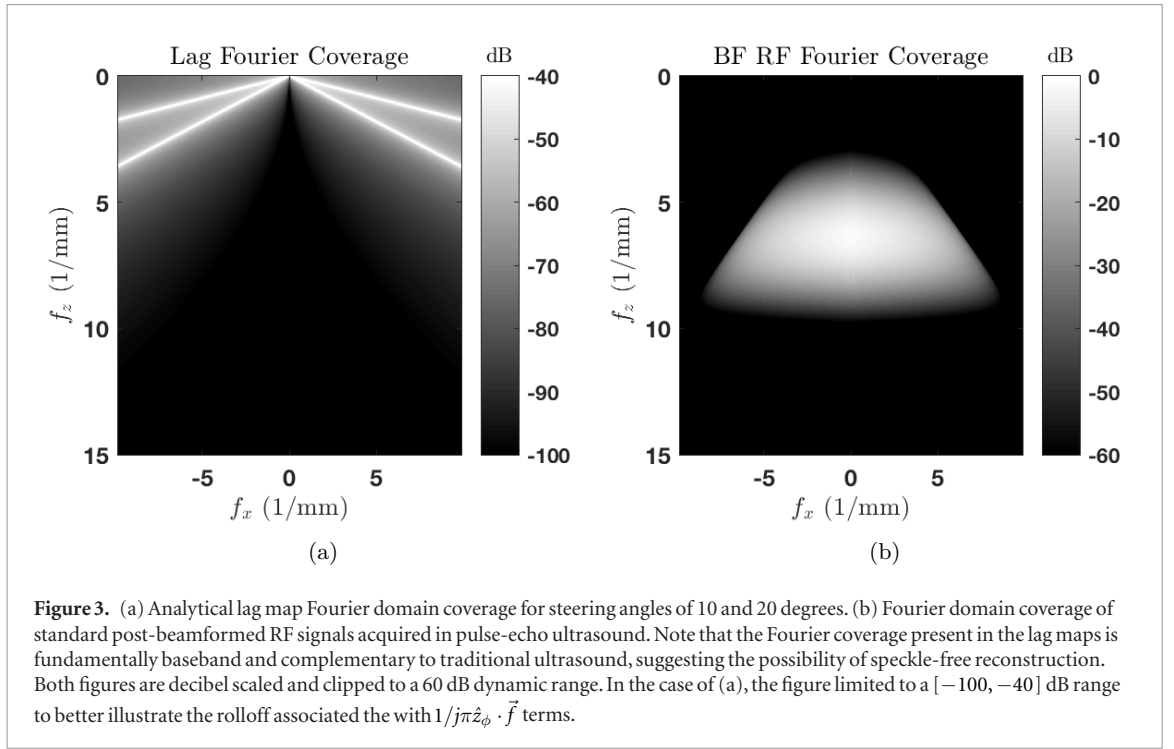 Lag Fourier Coverage
dB
0
5
10
15
-5
0
5
f_z (1/mm)
f_x (1/mm)
-40
-50
-60
-70
-80
-90
-100
(a)
BF RF Fourier Coverage
dB
0
5
10
15
-5
0
5
f_z (1/mm)
f_x (1/mm)
0
-10
-20
-30
-40
-50
-60
(b)
Figure 3. (a) Analytical lag map Fourier domain coverage for steering angles of 10 and 20 degrees. (b) Fourier domain coverage of
standard post-beamformed RF signals acquired in pulse-echo ultrasound. Note that the Fourier coverage present in the lag maps is
fundamentally baseband and complementary to traditional ultrasound, suggesting the possibility of speckle-free reconstruction.
Both figures are decibel scaled and clipped to a 60 dB dynamic range. In the case of (a), the figure limited to a [−100, −40] dB range
to better illustrate the rolloff associated the with 1/jπẑ_ϕ · f⃗ terms.